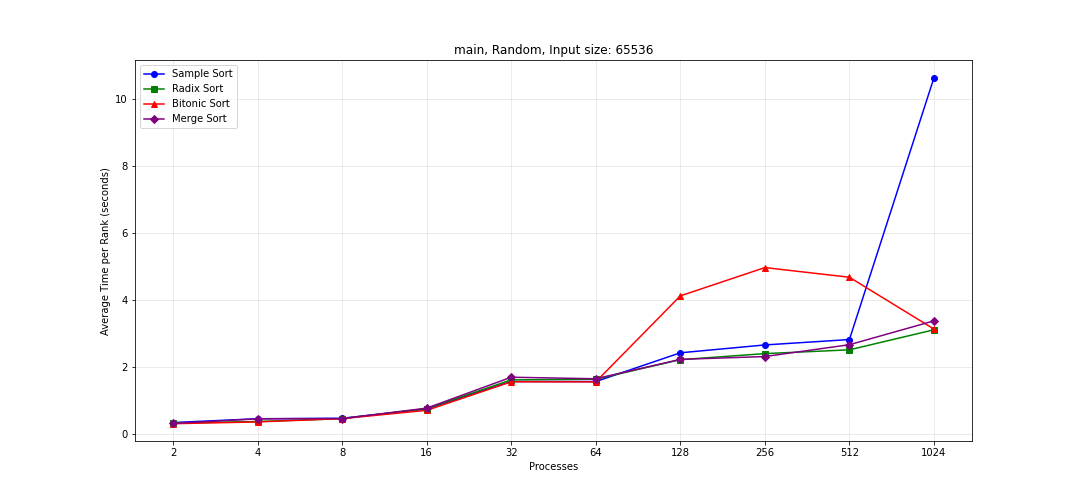 main, Random, Input size: 65536
Sample Sort
Radix Sort
Bitonic Sort
Merge Sort
Average Time per Rank (seconds)
10
8
6
4
2
0
2 4 8 16 32 64 128 256 512 1024
Processes